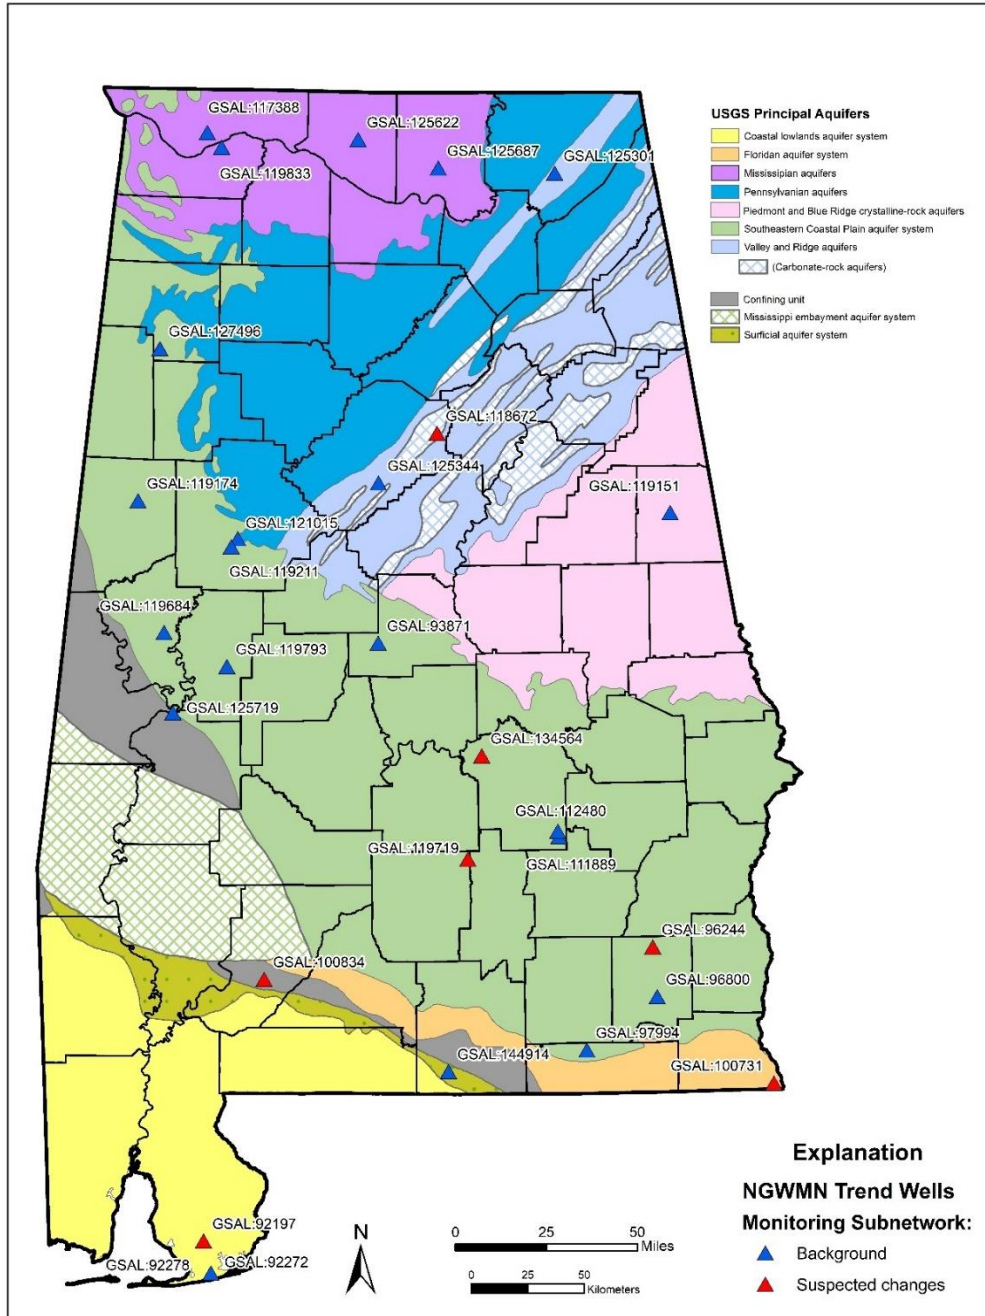 GSAL:117388
GSAL:125622
GSAL:125687
GSAL:125301
GSAL:119833
USGS Principal Aquifers
Coastal lowlands aquifer system
Floridan aquifer system
Mississipian aquifers
Pennsylvanian aquifers
Piedmont and Blue Ridge crystalline-rock aquifers
Southeastern Coastal Plain aquifer system
Valley and Ridge aquifers
(Carbonate-rock aquifers)
Confining unit
Mississippi embayment aquifer system
Surficial aquifer system
GSAL:127496
GSAL:118672
GSAL:125344
GSAL:119174
GSAL:119151
GSAL:121015
GSAL:119211
GSAL:119684
GSAL:93871
GSAL:119793
GSAL:125719
GSAL:134564
GSAL:112480
GSAL:119719
GSAL:111889
GSAL:96244
GSAL:100834
GSAL:96800
GSAL:97994
GSAL:144914
GSAL:100731
GSAL:92197
GSAL:92278
GSAL:92272
N
0 25 50
Miles
0 25 50
Kilometers
Explanation
NGWMN Trend Wells
Monitoring Subnetwork:
Background
Suspected changes